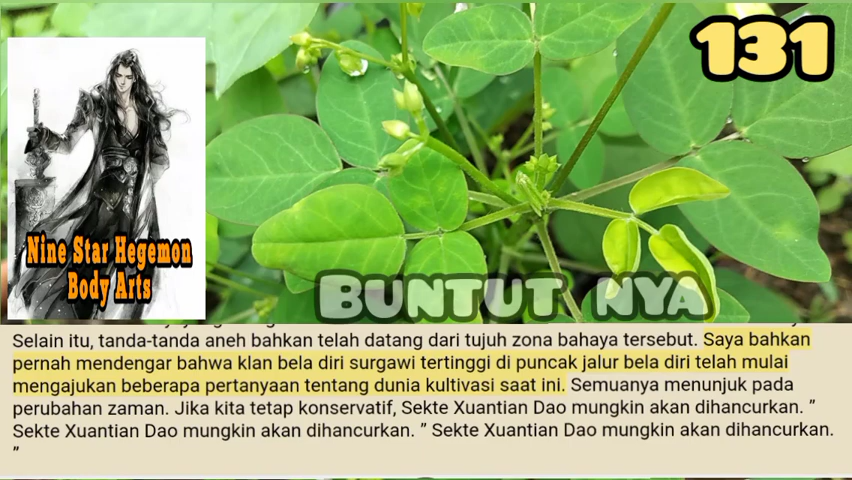 131
Nine Star Hegemon
Body Arts
BUNTUT NYA
Selain itu, tanda-tanda aneh bahkan telah datang dari tujuh zona bahaya tersebut. Saya bahkan
pernah mendengar bahwa klan bela diri surgawi tertinggi di puncak jalur bela diri telah mulai
mengajukan beberapa pertanyaan tentang dunia kultivasi saat ini. Semuanya menunjuk pada
perubahan zaman. Jika kita tetap konservatif, Sekte Xuantian Dao mungkin akan dihancurkan. ”
Sekte Xuantian Dao mungkin akan dihancurkan. ” Sekte Xuantian Dao mungkin akan dihancurkan.
”